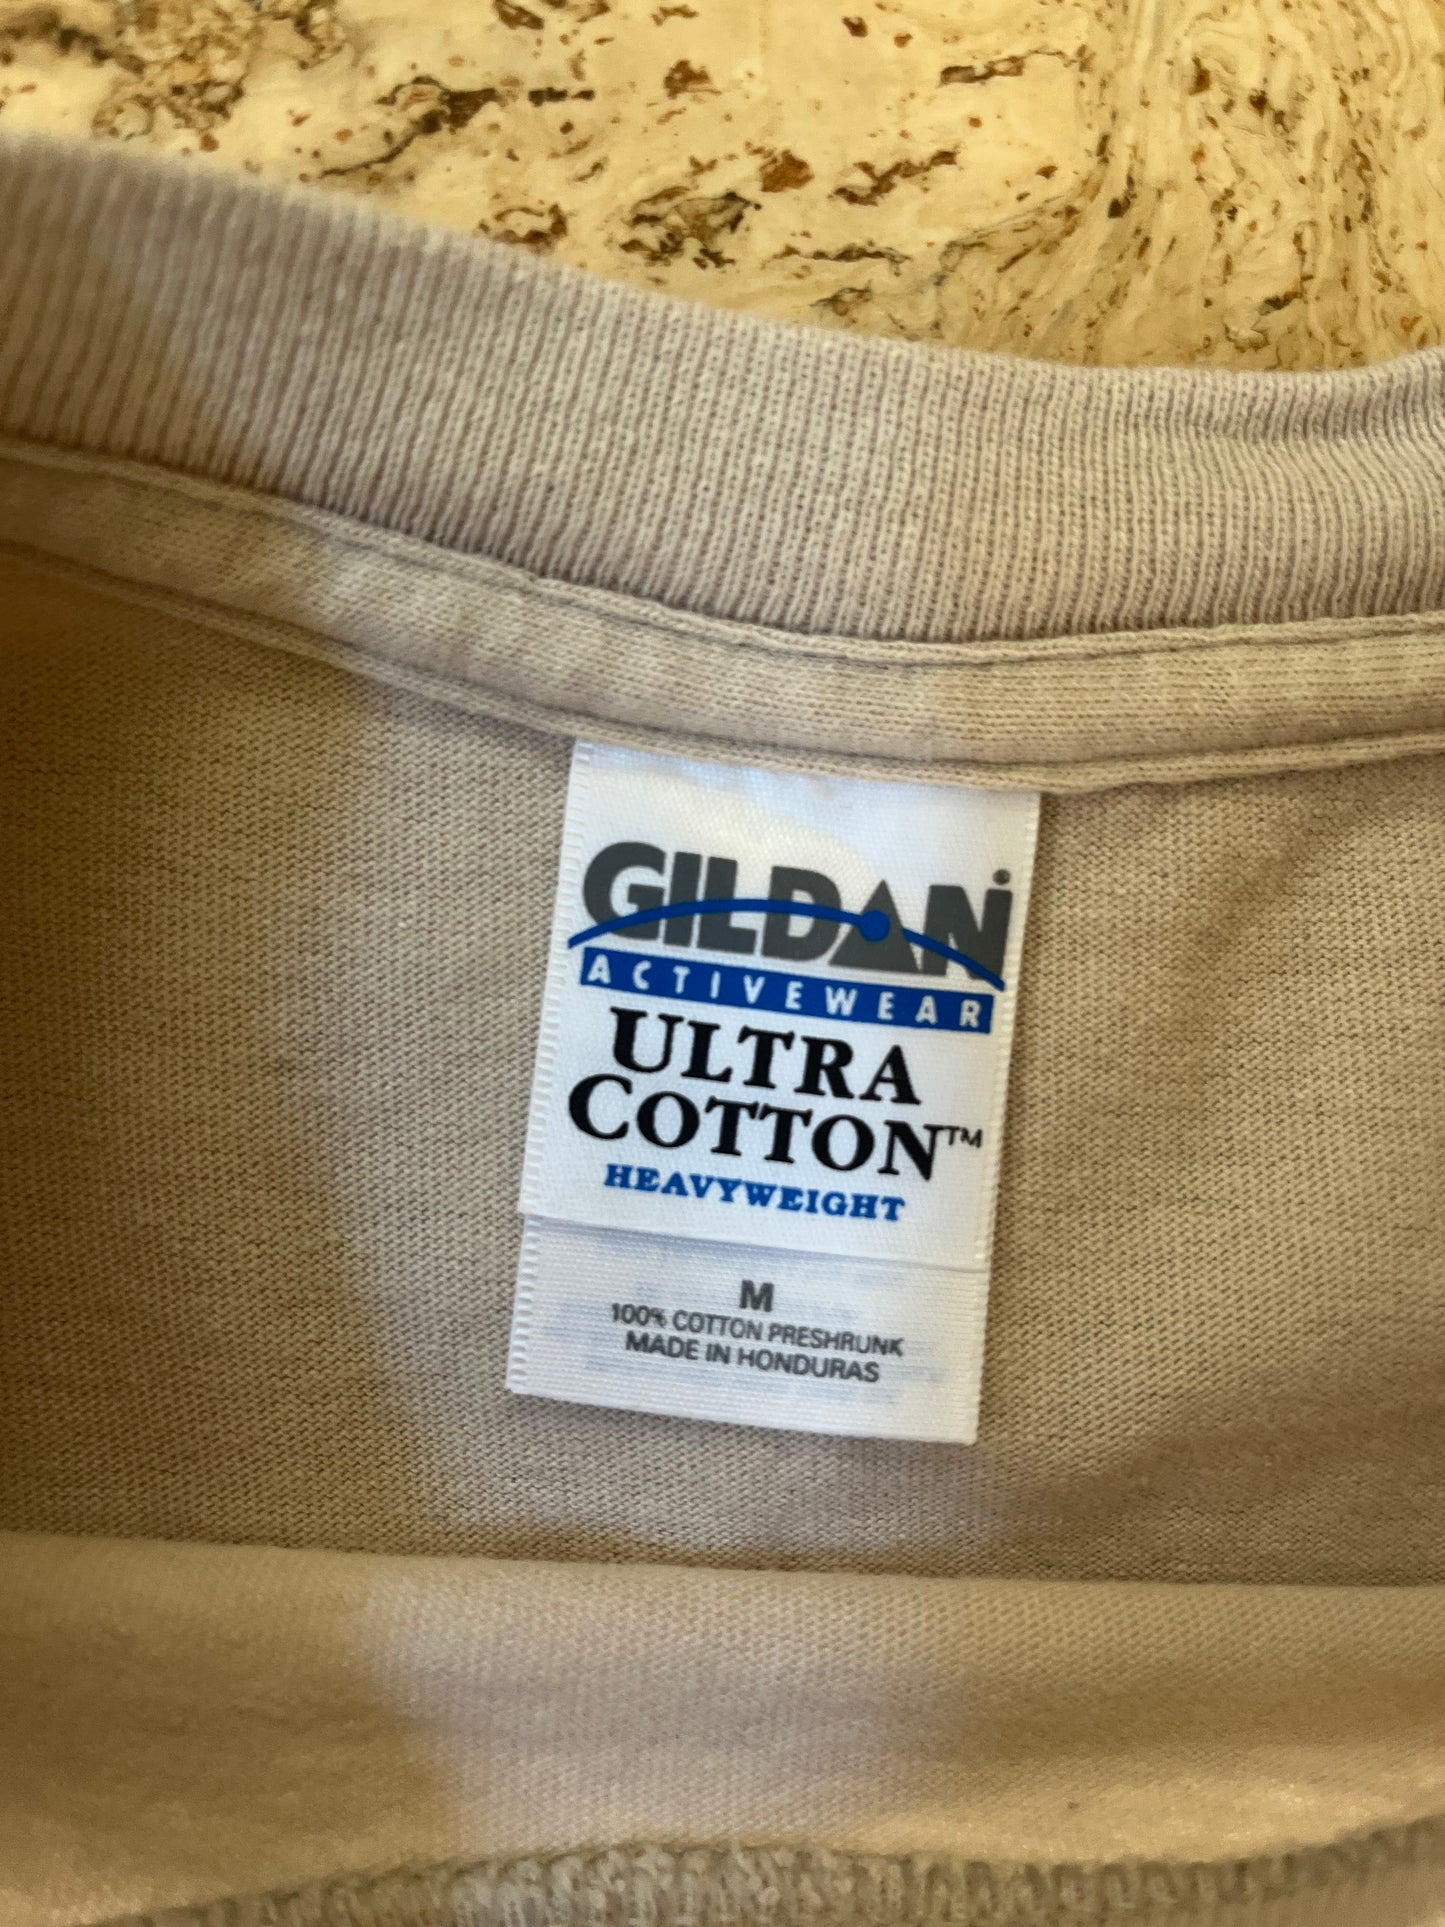 GILDAN
ACTIVEWEAR
ULTRA
COTTON™
HEAVYWEIGHT
M
100% COTTON PRESHRUNK
MADE IN HONDURAS